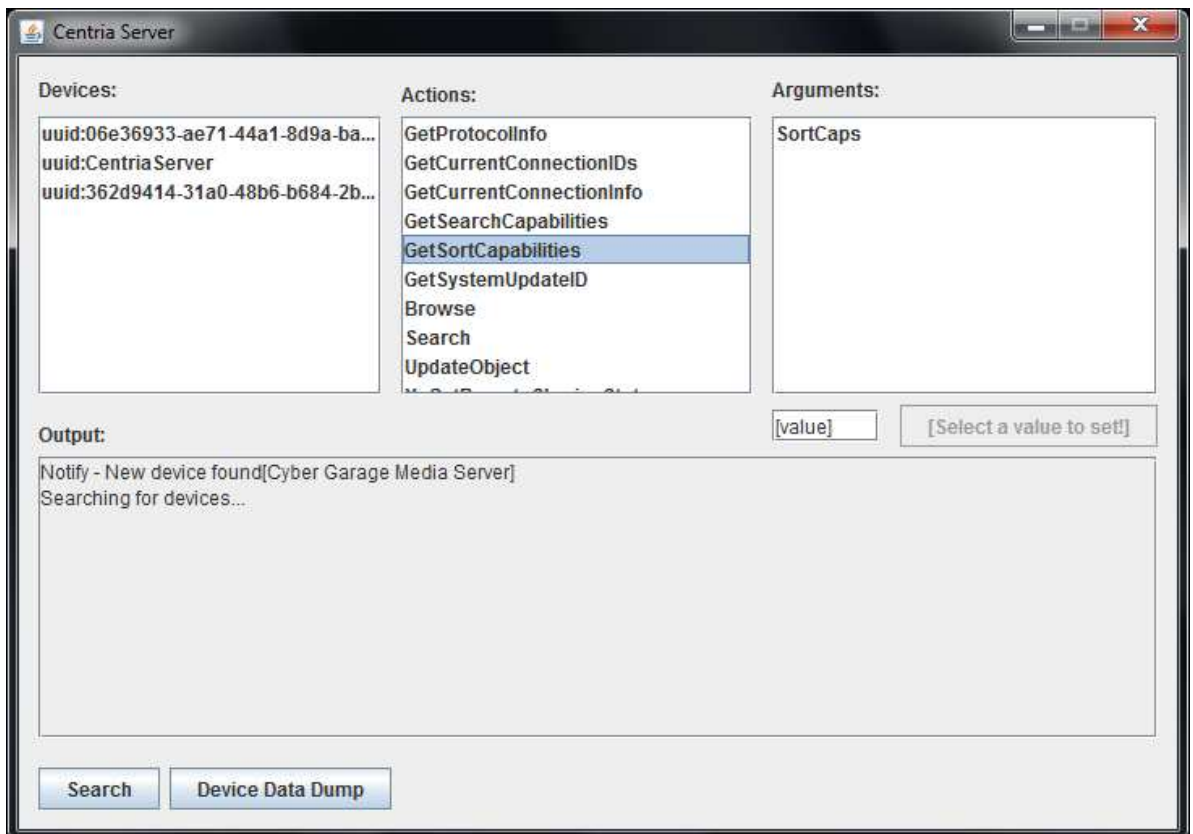 Centria Server
Devices:
uuid:06e36933-ae71-44a1-8d9a-ba...
uuid:CentriaServer
uuid:362d9414-31a0-48b6-b684-2b...
Actions:
GetProtocolInfo
GetCurrentConnectionIDs
GetCurrentConnectionInfo
GetSearchCapabilities
GetSortCapabilities
GetSystemUpdateID
Browse
Search
UpdateObject
Arguments:
SortCaps
[value]
[Select a value to set!]
Output:
Notify - New device found[Cyber Garage Media Server]
Searching for devices...
Search
Device Data Dump